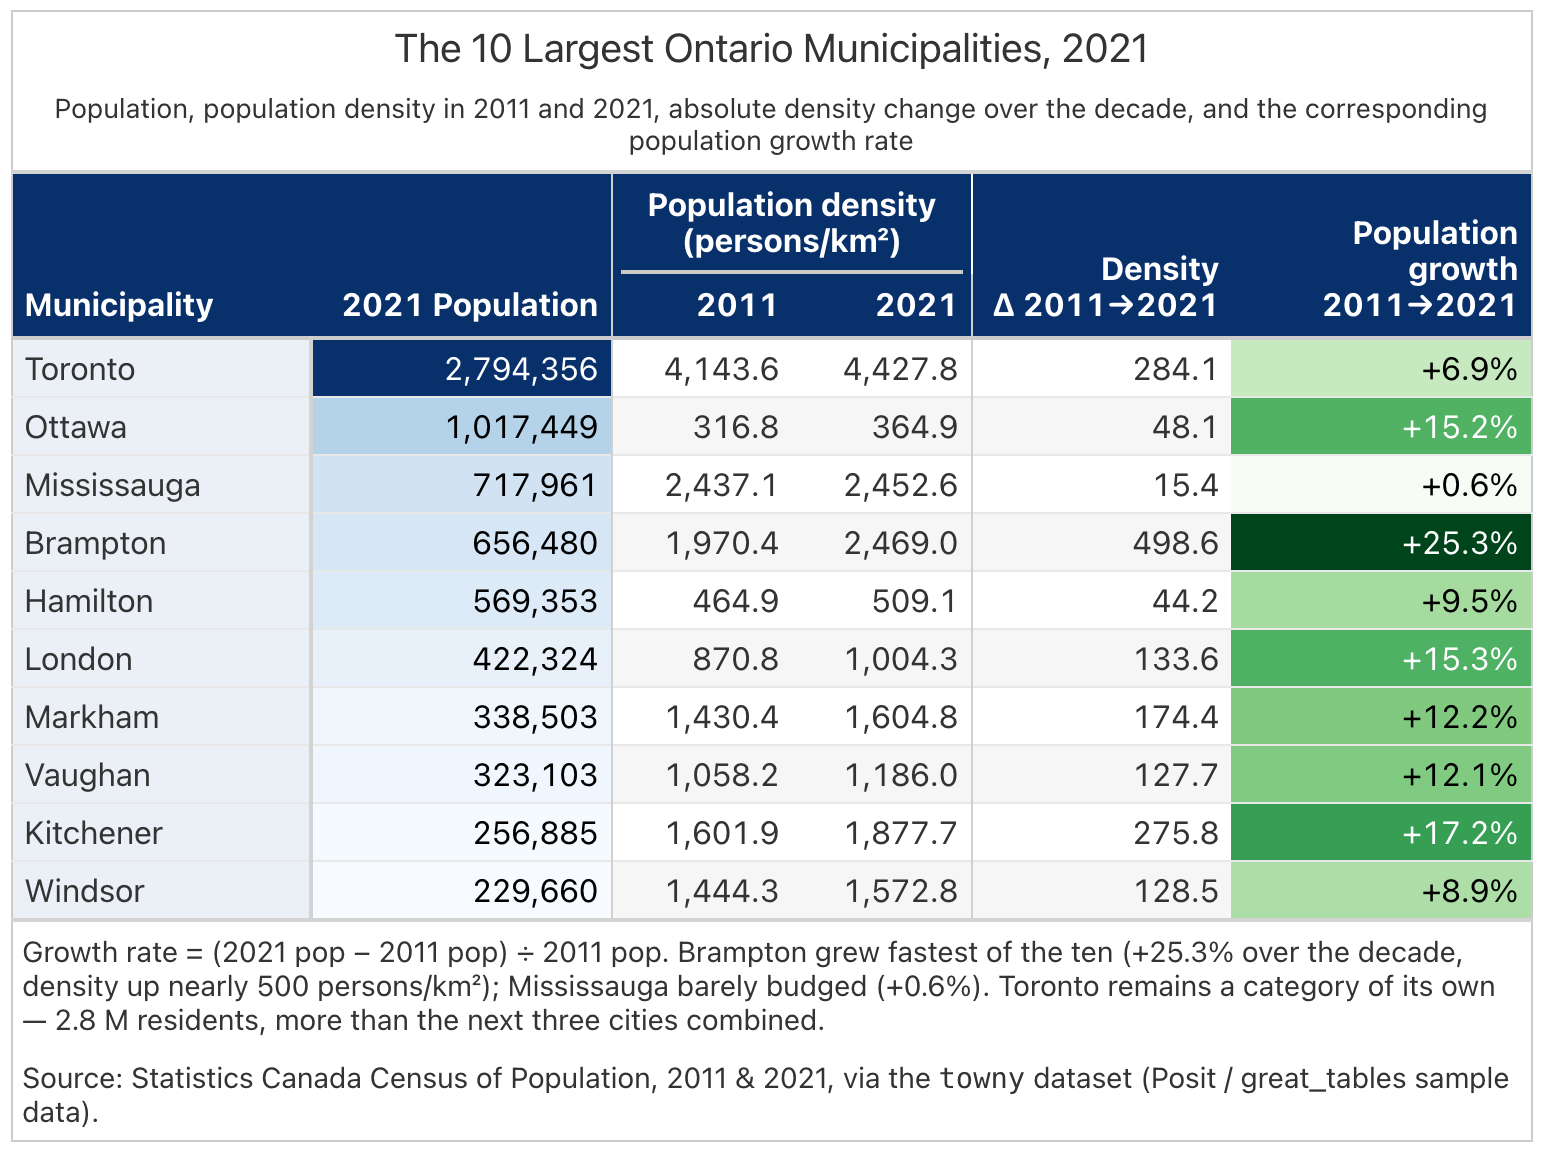 The 10 Largest Ontario Municipalities, 2021
Population, population density in 2011 and 2021, absolute density change over the decade, and the corresponding
population growth rate
Population density
(persons/km²)
Municipality 2021 Population 2011 2021 Density Δ 2011→2021 Population growth 2011→2021
Toronto 2,794,356 4,143.6 4,427.8 284.1 +6.9%
Ottawa 1,017,449 316.8 364.9 48.1 +15.2%
Mississauga 717,961 2,437.1 2,452.6 15.4 +0.6%
Brampton 656,480 1,970.4 2,469.0 498.6 +25.3%
Hamilton 569,353 464.9 509.1 44.2 +9.5%
London 422,324 870.8 1,004.3 133.6 +15.3%
Markham 338,503 1,430.4 1,604.8 174.4 +12.2%
Vaughan 323,103 1,058.2 1,186.0 127.7 +12.1%
Kitchener 256,885 1,601.9 1,877.7 275.8 +17.2%
Windsor 229,660 1,444.3 1,572.8 128.5 +8.9%
Growth rate = (2021 pop − 2011 pop) ÷ 2011 pop. Brampton grew fastest of the ten (+25.3% over the decade,
density up nearly 500 persons/km²); Mississauga barely budged (+0.6%). Toronto remains a category of its own
— 2.8 M residents, more than the next three cities combined.
Source: Statistics Canada Census of Population, 2011 & 2021, via the towny dataset (Posit / great_tables sample
data).